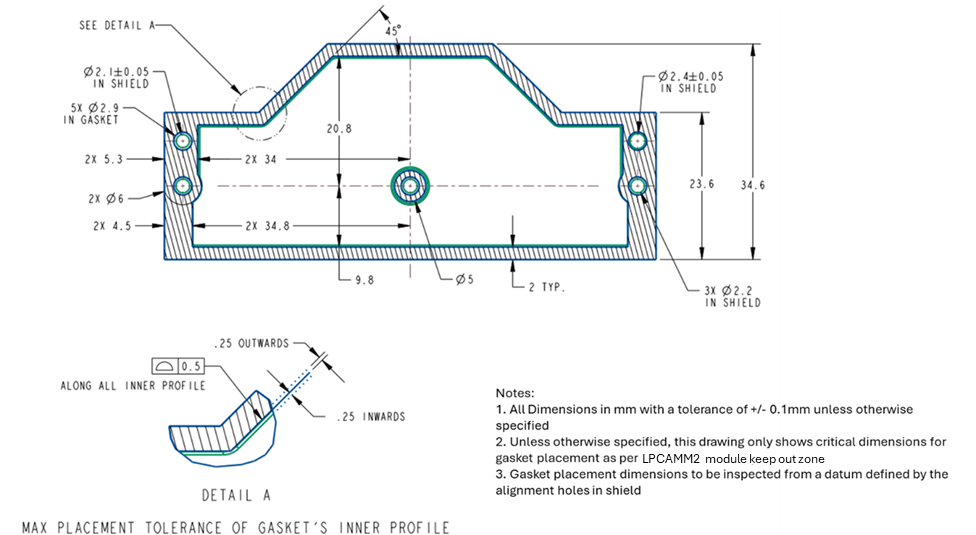 SEE DETAIL A
45°
Ø2.1±0.05
IN SHIELD
Ø2.4±0.05
IN SHIELD
5X Ø2.9
IN GASKET
20.8
2X 5.3
2X 34
23.6
34.6
2X Ø6
2X 4.5
2X 34.8
9.8
Ø5
2 TYP.
3X Ø2.2
IN SHIELD
.25 OUTWARDS
⌓ 0.5
ALONG ALL INNER PROFILE
.25 INWARDS
DETAIL A
MAX PLACEMENT TOLERANCE OF GASKET'S INNER PROFILE
Notes:
1. All Dimensions in mm with a tolerance of +/- 0.1mm unless otherwise
specified
2. Unless otherwise specified, this drawing only shows critical dimensions for
gasket placement as per LPCAMM2 module keep out zone
3. Gasket placement dimensions to be inspected from a datum defined by the
alignment holes in shield